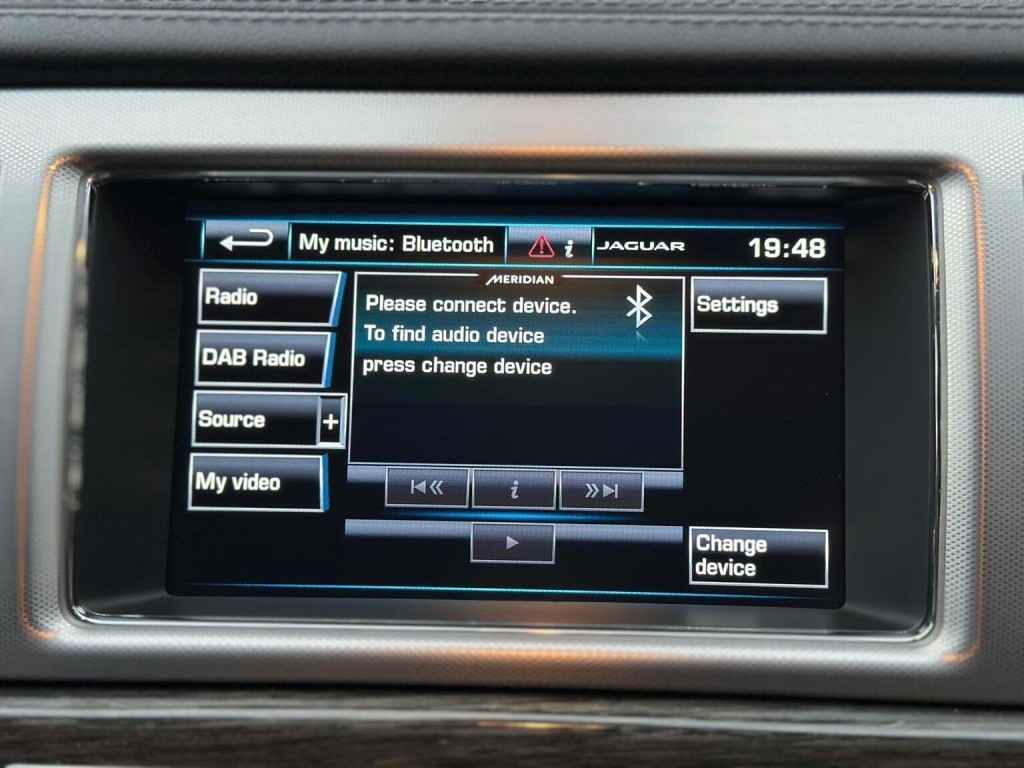 My music: Bluetooth
i
JAGUAR
19:48
Radio
DAB Radio
Source
+
My video
MERIDIAN
Please connect device.
To find audio device
press change device
i
Settings
Change
device